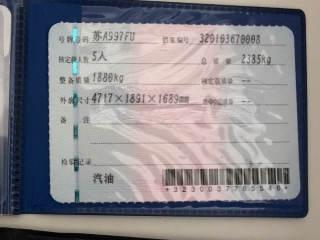 号牌号码 苏A997FU 档案编号 320103670008
核定载人数 5人 总质量 2385kg
整备质量 1880kg 核定载质量 --
外廓尺寸 4717×1891×1689mm --
备注
检验记录
汽油
*3230037785546*